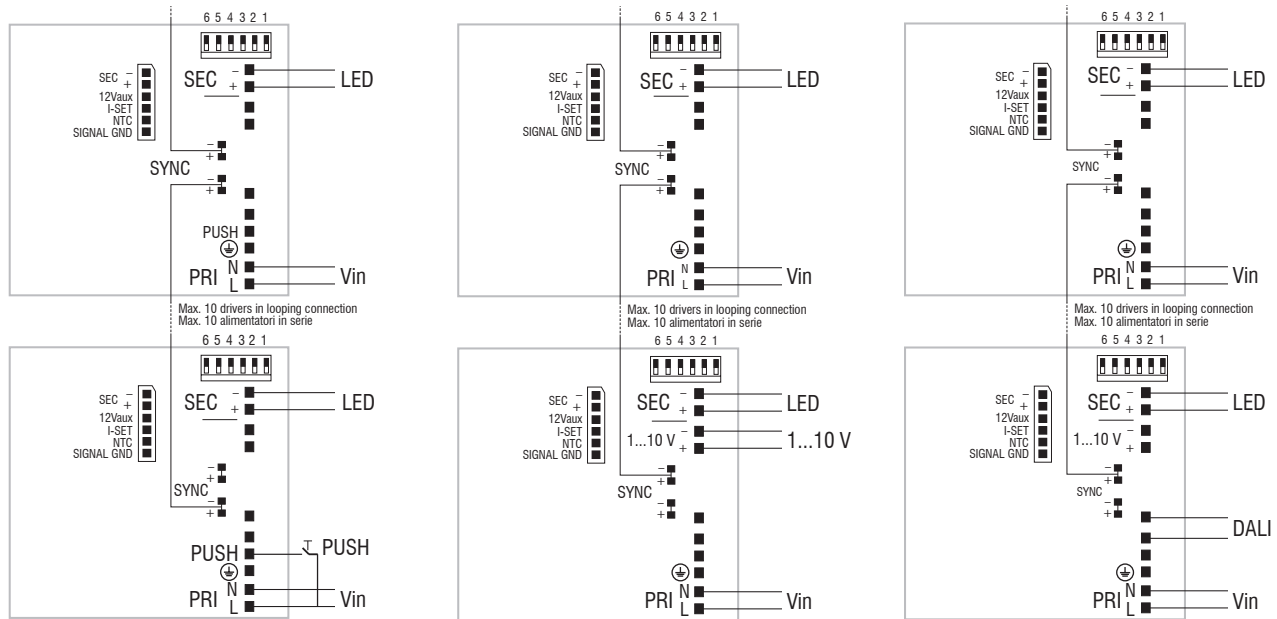 6 5 4 3 2 1
SEC –
+
12Vaux
I-SET
NTC
SIGNAL GND
SEC –
+
LED
–
+
SYNC
–
+
PUSH
N
PRI
L
Vin
Max. 10 drivers in looping connection
Max. 10 alimentatori in serie
6 5 4 3 2 1
SEC –
+
12Vaux
I-SET
NTC
SIGNAL GND
SEC –
+
LED
–
+
SYNC
–
+
PUSH
PUSH
N
PRI
L
Vin
6 5 4 3 2 1
SEC –
+
12Vaux
I-SET
NTC
SIGNAL GND
SEC –
+
LED
–
+
SYNC
–
+
N
PRI
L
Vin
Max. 10 drivers in looping connection
Max. 10 alimentatori in serie
6 5 4 3 2 1
SEC –
+
12Vaux
I-SET
NTC
SIGNAL GND
SEC –
+
LED
1...10 V –
+
1...10 V
–
+
SYNC
–
+
N
PRI
L
Vin
6 5 4 3 2 1
SEC –
+
12Vaux
I-SET
NTC
SIGNAL GND
SEC –
+
LED
–
+
SYNC
–
+
N
PRI
L
Vin
Max. 10 drivers in looping connection
Max. 10 alimentatori in serie
6 5 4 3 2 1
SEC –
+
12Vaux
I-SET
NTC
SIGNAL GND
SEC –
+
LED
1...10 V –
+
–
+
SYNC
–
+
DALI
N
PRI
L
Vin